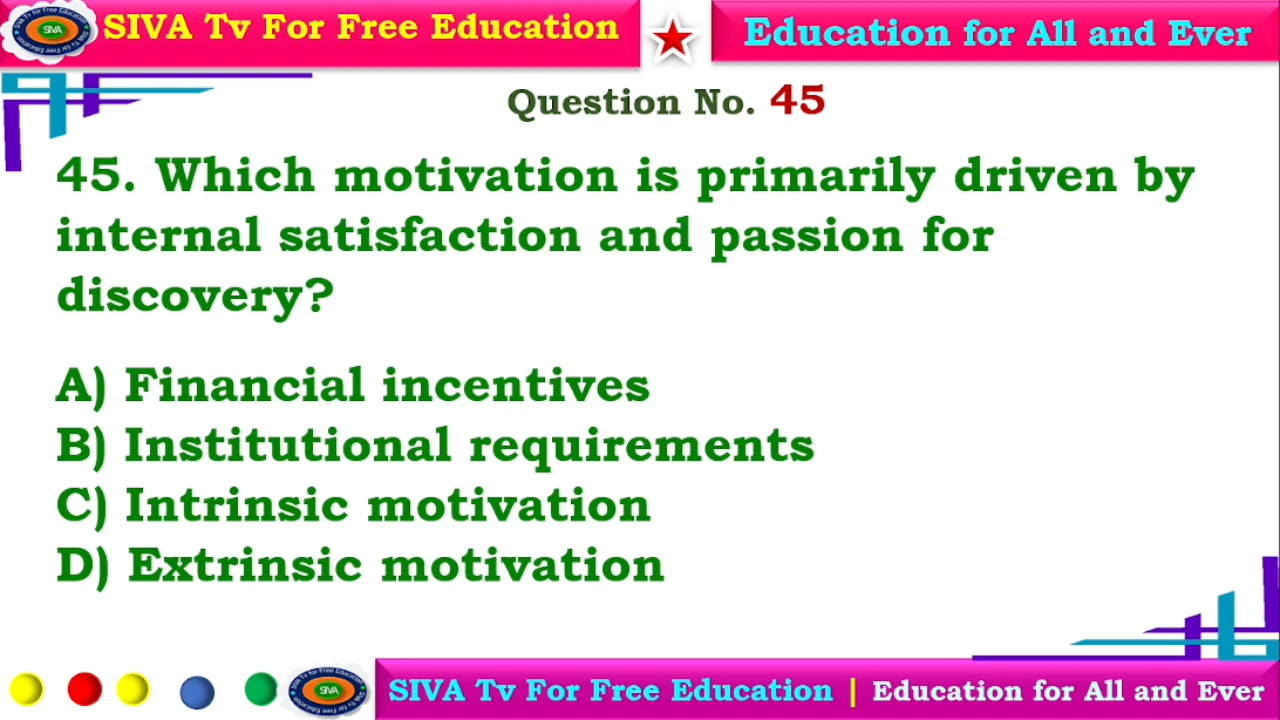 SIVA Tv For Free Education
Education for All and Ever
SIVA
Question No. 45
45. Which motivation is primarily driven by
internal satisfaction and passion for
discovery?
A) Financial incentives
B) Institutional requirements
C) Intrinsic motivation
D) Extrinsic motivation
SIVA
SIVA Tv For Free Education | Education for All and Ever